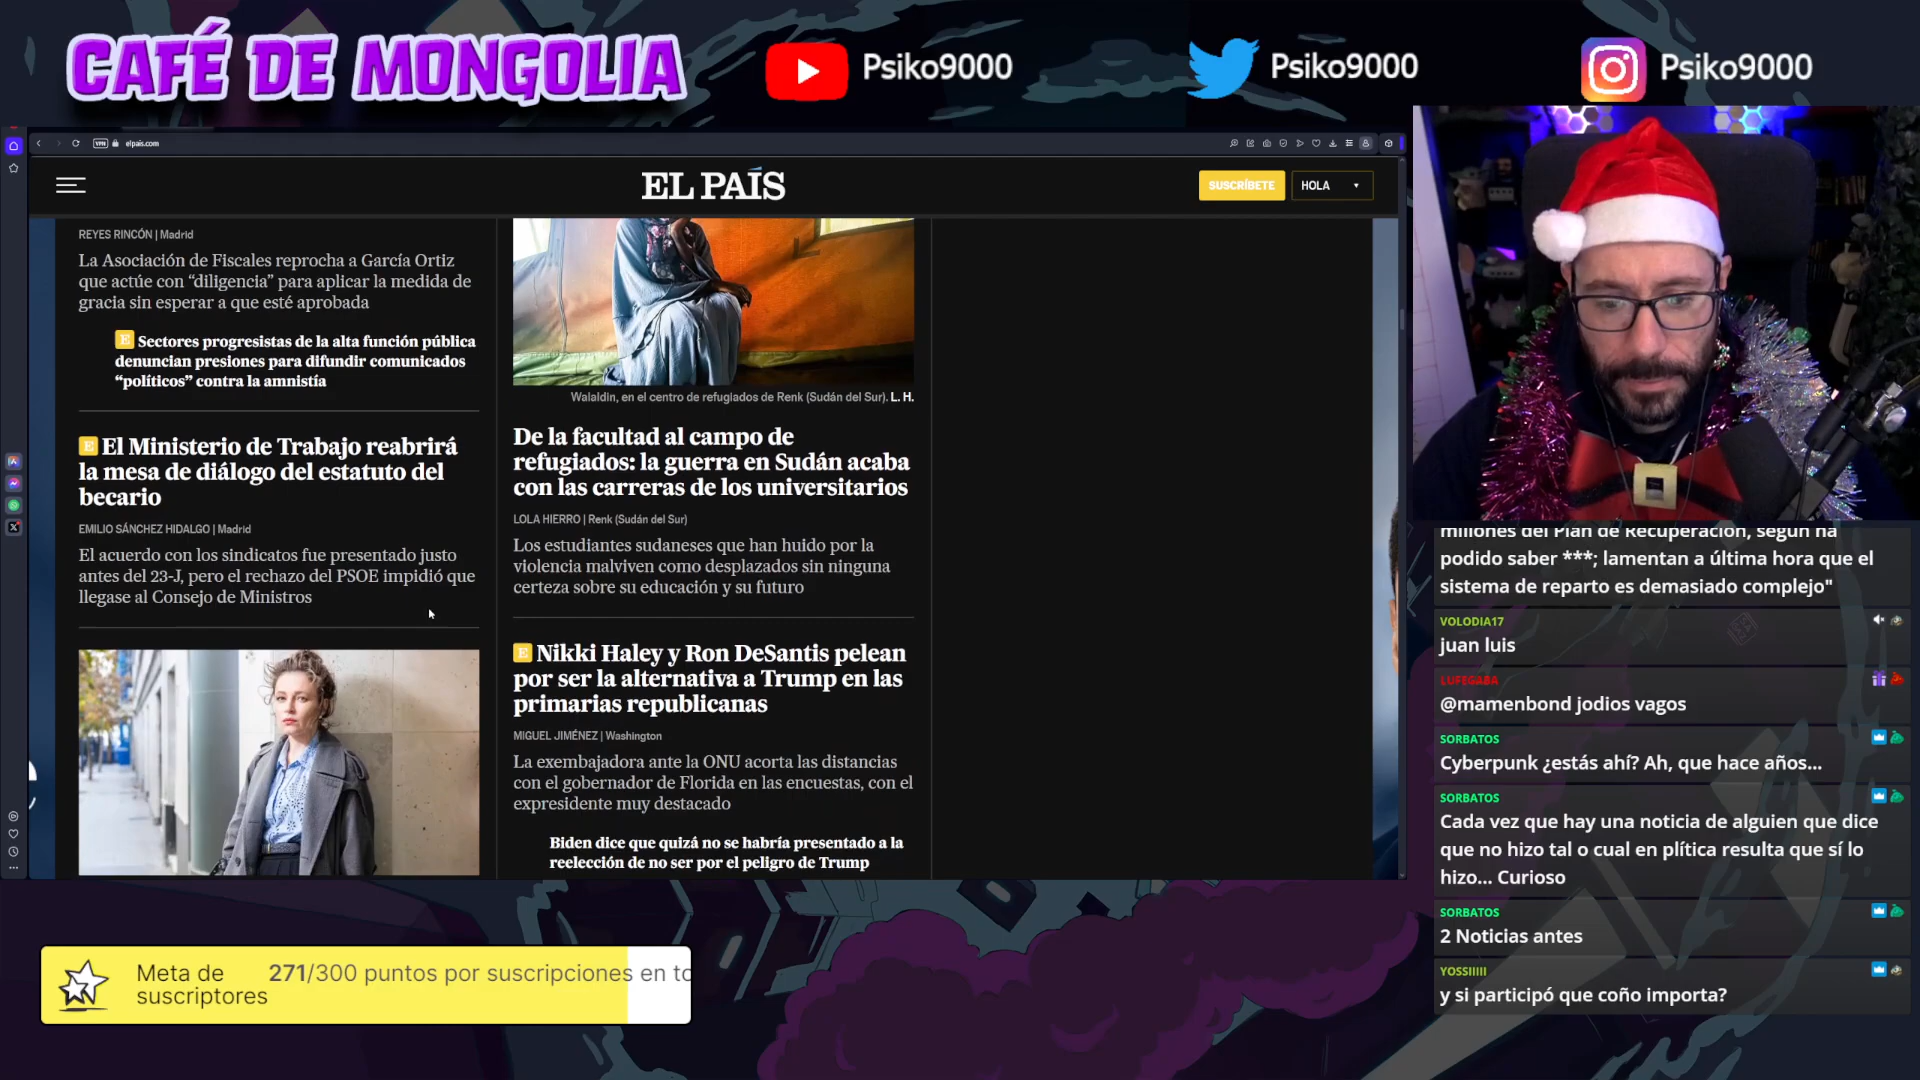 CAFÉ DE MONGOLIA
Psiko9000
Psiko9000
Psiko9000
VPN
elpais.com
EL PAÍS
SUSCRÍBETE
HOLA
REYES RINCÓN | Madrid
La Asociación de Fiscales reprocha a García Ortiz
que actúe con “diligencia” para aplicar la medida de
gracia sin esperar a que esté aprobada
E Sectores progresistas de la alta función pública
denuncian presiones para difundir comunicados
“políticos” contra la amnistía
E El Ministerio de Trabajo reabrirá
la mesa de diálogo del estatuto del
becario
EMILIO SÁNCHEZ HIDALGO | Madrid
El acuerdo con los sindicatos fue presentado justo
antes del 23-J, pero el rechazo del PSOE impidió que
llegase al Consejo de Ministros
Walaldin, en el centro de refugiados de Renk (Sudán del Sur). L. H.
De la facultad al campo de
refugiados: la guerra en Sudán acaba
con las carreras de los universitarios
LOLA HIERRO | Renk (Sudán del Sur)
Los estudiantes sudaneses que han huido por la
violencia malviven como desplazados sin ninguna
certeza sobre su educación y su futuro
E Nikki Haley y Ron DeSantis pelean
por ser la alternativa a Trump en las
primarias republicanas
MIGUEL JIMÉNEZ | Washington
La exembajadora ante la ONU acorta las distancias
con el gobernador de Florida en las encuestas, con el
expresidente muy destacado
Biden dice que quizá no se habría presentado a la
reelección de no ser por el peligro de Trump
millones del Plan de Recuperación, según ha
podido saber ***; lamentan a última hora que el
sistema de reparto es demasiado complejo"
VOLODIA17
juan luis
LUFEGABA
@mamenbond jodios vagos
SORBATOS
Cyberpunk ¿estás ahí? Ah, que hace años...
SORBATOS
Cada vez que hay una noticia de alguien que dice
que no hizo tal o cual en plítica resulta que sí lo
hizo... Curioso
SORBATOS
2 Noticias antes
YOSSIIIII
y si participó que coño importa?
Meta de
suscriptores
271/300 puntos por suscripciones en to